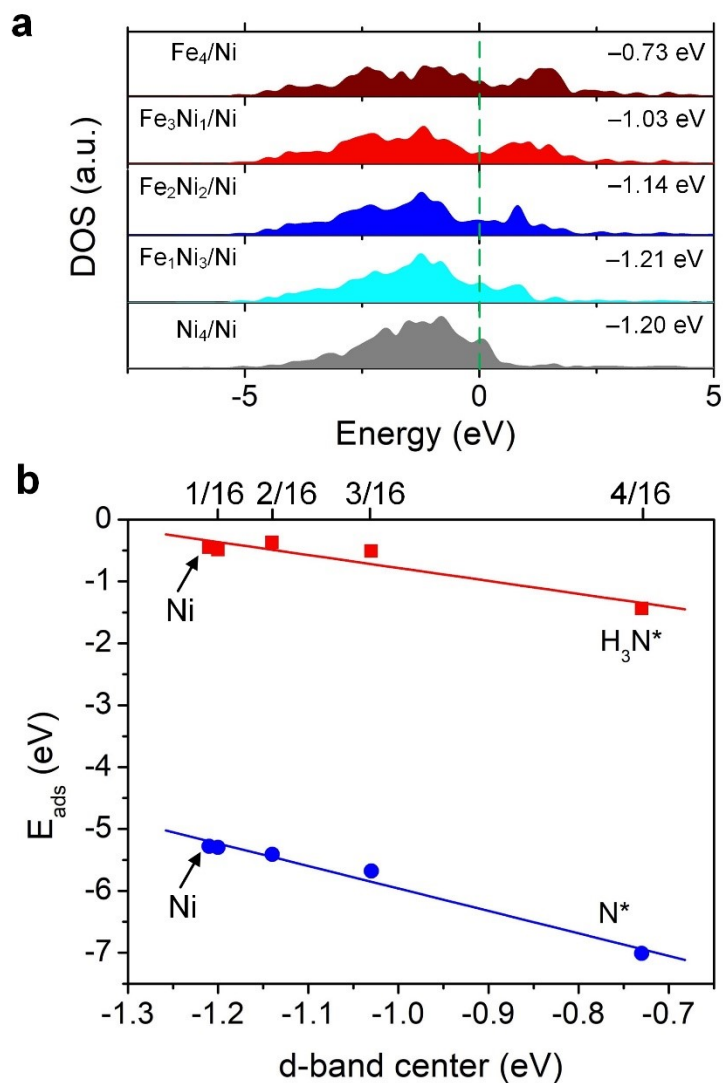 a
Fe₄/Ni –0.73 eV
Fe₃Ni₁/Ni –1.03 eV
Fe₂Ni₂/Ni –1.14 eV
Fe₁Ni₃/Ni –1.21 eV
Ni₄/Ni –1.20 eV
DOS (a.u.)
-5 0 5
Energy (eV)
b
1/16 2/16 3/16 4/16
0
-1
-2
-3
-4
-5
-6
-7
E_ads (eV)
Ni
H₃N*
Ni
N*
-1.3 -1.2 -1.1 -1.0 -0.9 -0.8 -0.7
d-band center (eV)